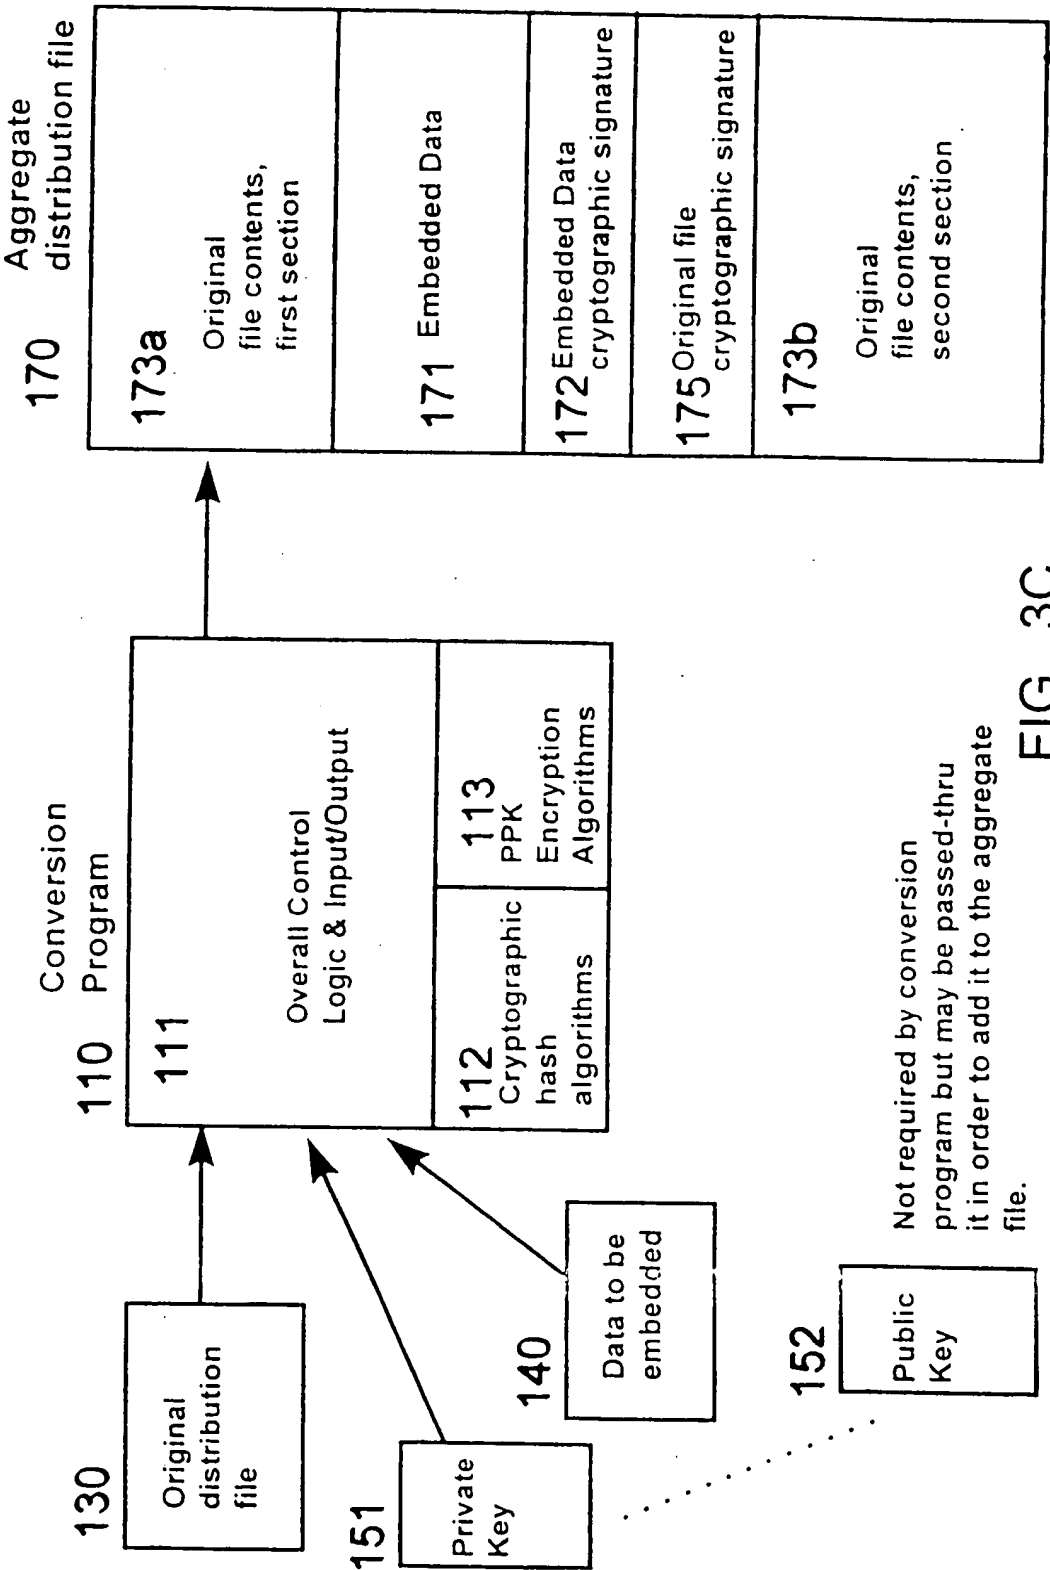 130
Original
distribution
file
151
Private
Key
140
Data to be
embedded
152
Public
Key
Not required by conversion
program but may be passed-thru
it in order to add it to the aggregate
file.
110
Conversion
Program
111
Overall Control
Logic & Input/Output
112
Cryptographic
hash
algorithms
113
PPK
Encryption
Algorithms
170
Aggregate
distribution file
173a
Original
file contents,
first section
171 Embedded Data
172 Embedded Data
cryptographic signature
175 Original file
cryptographic signature
173b
Original
file contents,
second section
FIG 3C